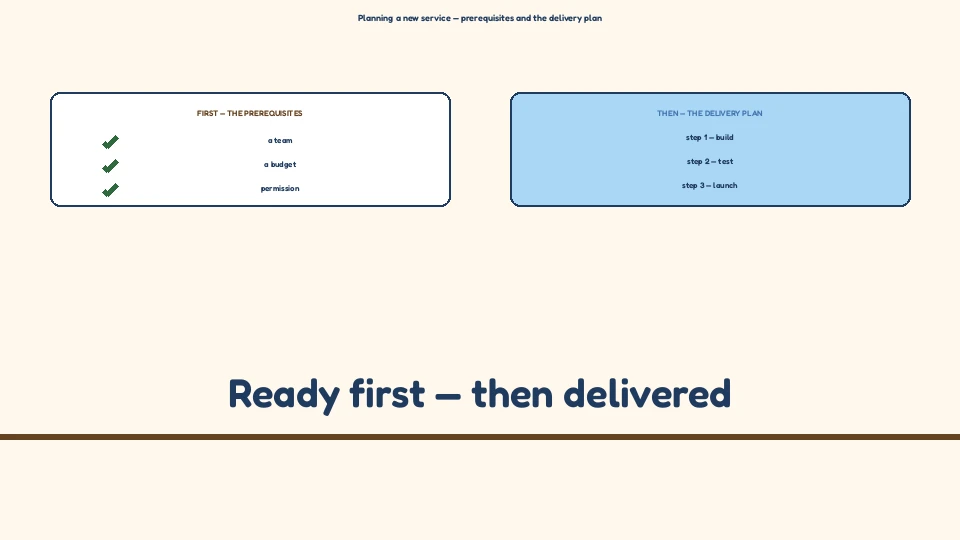 Planning a new service – prerequisites and the delivery plan
FIRST – THE PREREQUISITES
a team
a budget
permission
THEN – THE DELIVERY PLAN
step 1 – build
step 2 – test
step 3 – launch
Ready first – then delivered